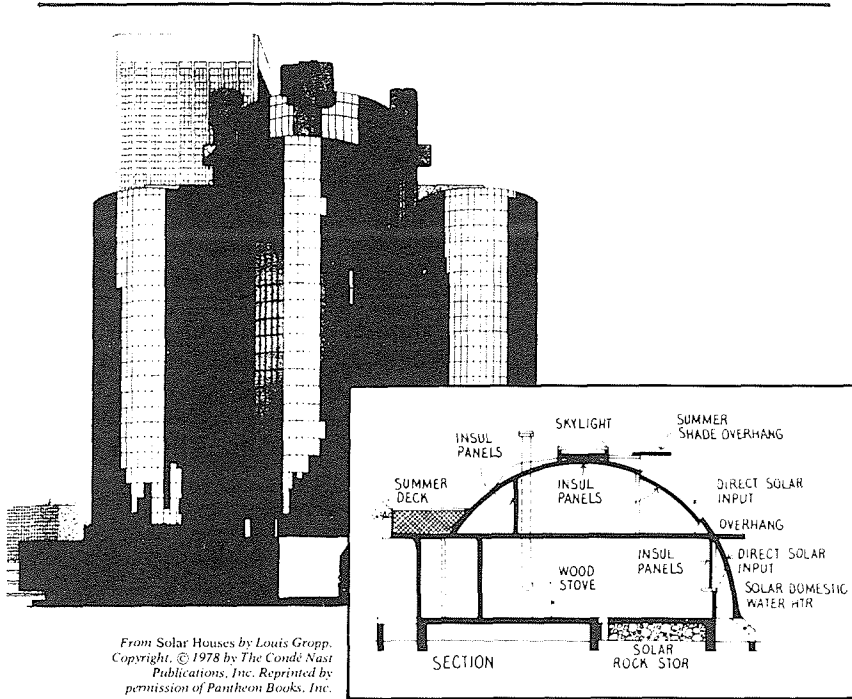 SKYLIGHT
SUMMER
SHADE OVERHANG
INSUL
PANELS
SUMMER
DECK
INSUL
PANELS
DIRECT SOLAR
INPUT
OVERHANG
WOOD
STOVE
INSUL
PANELS
DIRECT SOLAR
INPUT
SOLAR DOMESTIC
WATER HTR
SECTION
SOLAR
ROCK STOR
From Solar Houses by Louis Gropp.
Copyright, © 1978 by The Condé Nast
Publications, Inc. Reprinted by
permission of Pantheon Books, Inc.